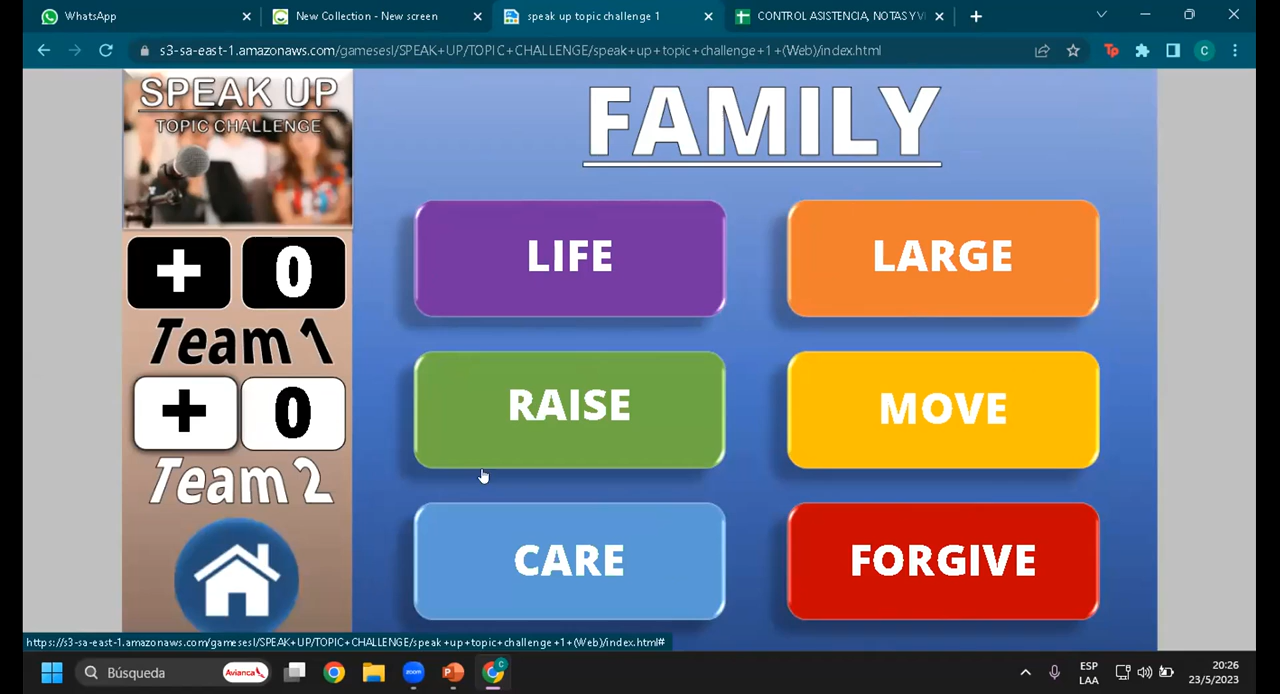 WhatsApp
New Collection - New screen
speak up topic challenge 1
CONTROL ASISTENCIA, NOTAS Y VI
s3-sa-east-1.amazonaws.com/gamesesl/SPEAK+UP/TOPIC+CHALLENGE/speak+up+topic+challenge+1+(Web)/index.html
Tp
C
SPEAK UP
TOPIC CHALLENGE
FAMILY
LIFE
LARGE
+ 0
Team 1
RAISE
MOVE
+ 0
Team 2
CARE
FORGIVE
https://s3-sa-east-1.amazonaws.com/gamesesl/SPEAK+UP/TOPIC+CHALLENGE/speak+up+topic+challenge+1+(Web)/index.html#
Búsqueda
Avianca
zoom
P
C
ESP
LAA
20:26
23/5/2023